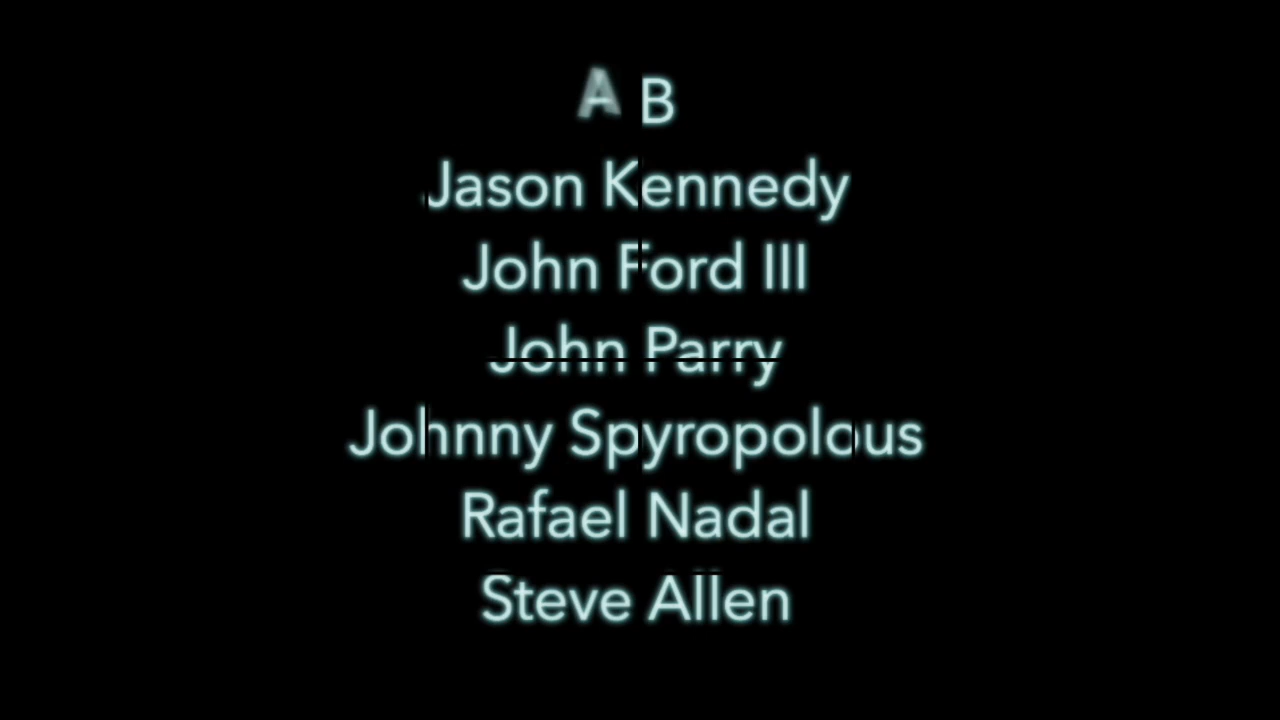 A B
Jason Kennedy
John Ford III
John Parry
Johnny Spyropolous
Rafael Nadal
Steve Allen